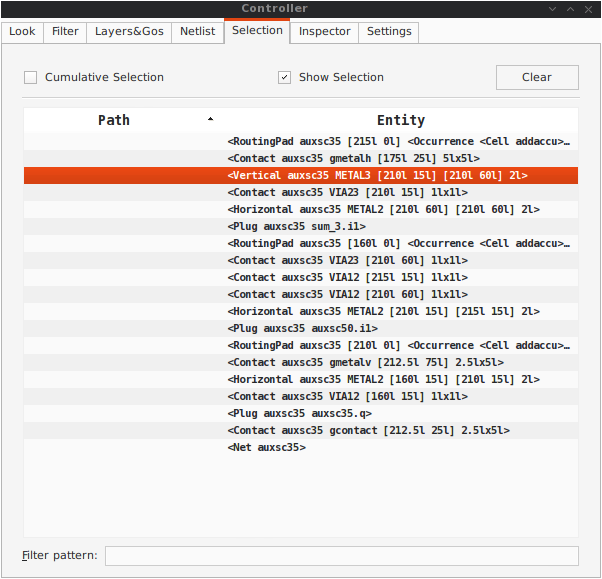 Controller
Look Filter Layers&Gos Netlist Selection Inspector Settings
Cumulative Selection Show Selection Clear
Path Entity
<RoutingPad auxsc35 [215l 0l] <Occurrence <Cell addaccu>…
<Contact auxsc35 gmetalh [175l 25l] 5lx5l>
<Vertical auxsc35 METAL3 [210l 15l] [210l 60l] 2l>
<Contact auxsc35 VIA23 [210l 15l] 1lx1l>
<Horizontal auxsc35 METAL2 [210l 60l] [210l 60l] 2l>
<Plug auxsc35 sum_3.i1>
<RoutingPad auxsc35 [160l 0l] <Occurrence <Cell addaccu>…
<Contact auxsc35 VIA23 [210l 60l] 1lx1l>
<Contact auxsc35 VIA12 [215l 15l] 1lx1l>
<Contact auxsc35 VIA12 [210l 60l] 1lx1l>
<Horizontal auxsc35 METAL2 [210l 15l] [215l 15l] 2l>
<Plug auxsc35 auxsc50.i1>
<RoutingPad auxsc35 [210l 0l] <Occurrence <Cell addaccu>…
<Contact auxsc35 gmetalv [212.5l 75l] 2.5lx5l>
<Horizontal auxsc35 METAL2 [160l 15l] [210l 15l] 2l>
<Contact auxsc35 VIA12 [160l 15l] 1lx1l>
<Plug auxsc35 auxsc35.q>
<Contact auxsc35 gcontact [212.5l 25l] 2.5lx5l>
<Net auxsc35>
Filter pattern: